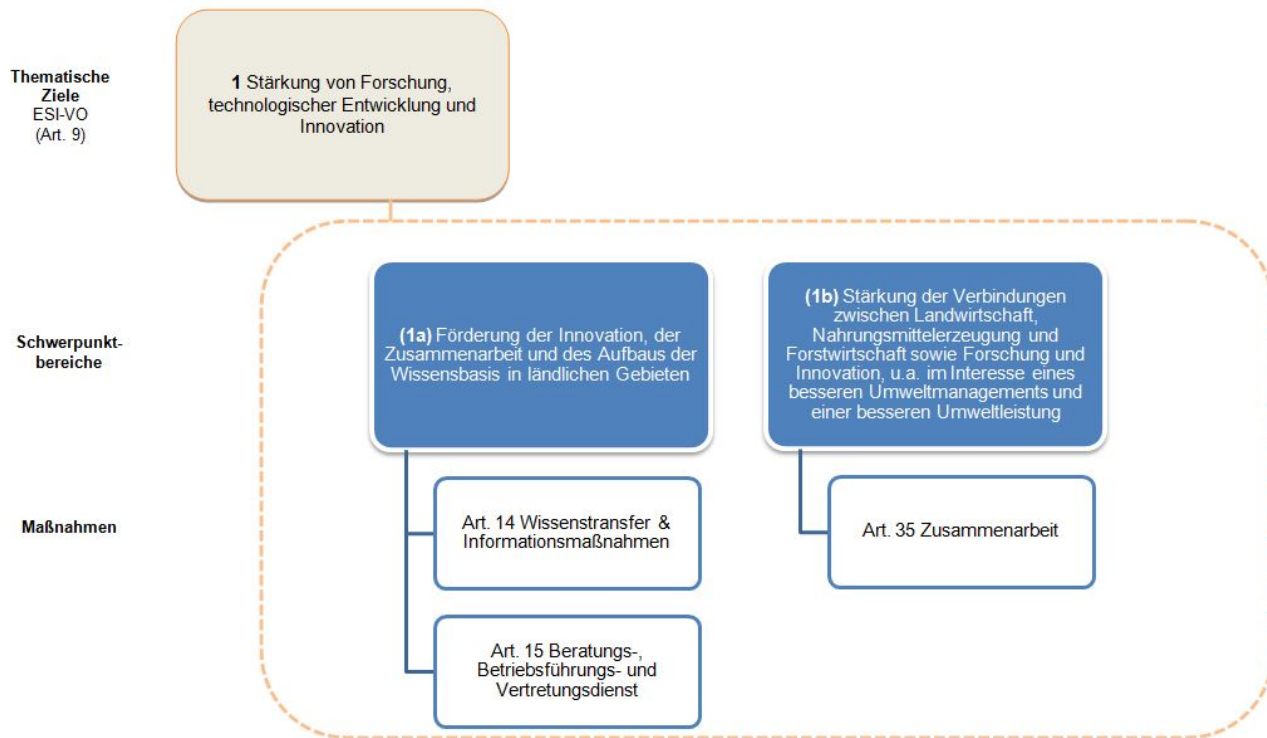 Thematische
Ziele
ESI-VO
(Art. 9)
1 Stärkung von Forschung,
technologischer Entwicklung und
Innovation
Schwerpunkt-
bereiche
(1a) Förderung der Innovation, der
Zusammenarbeit und des Aufbaus der
Wissensbasis in ländlichen Gebieten
(1b) Stärkung der Verbindungen
zwischen Landwirtschaft,
Nahrungsmittelerzeugung und
Forstwirtschaft sowie Forschung und
Innovation, u.a. im Interesse eines
besseren Umweltmanagements und
einer besseren Umweltleistung
Maßnahmen
Art. 14 Wissenstransfer &
Informationsmaßnahmen
Art. 35 Zusammenarbeit
Art. 15 Beratungs-,
Betriebsführungs- und
Vertretungsdienst